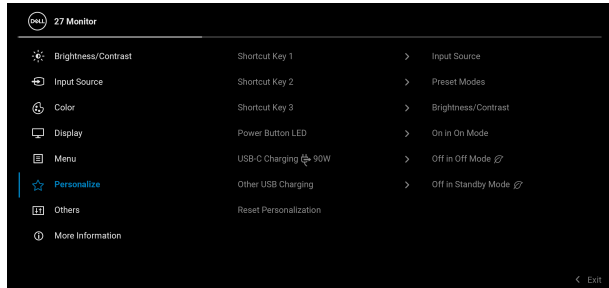 DELL 27 Monitor
Brightness/Contrast Shortcut Key 1 > Input Source
Input Source Shortcut Key 2 > Preset Modes
Color Shortcut Key 3 > Brightness/Contrast
Display Power Button LED > On in On Mode
Menu USB-C Charging 90W > Off in Off Mode
Personalize Other USB Charging > Off in Standby Mode
Others Reset Personalization
More Information
< Exit